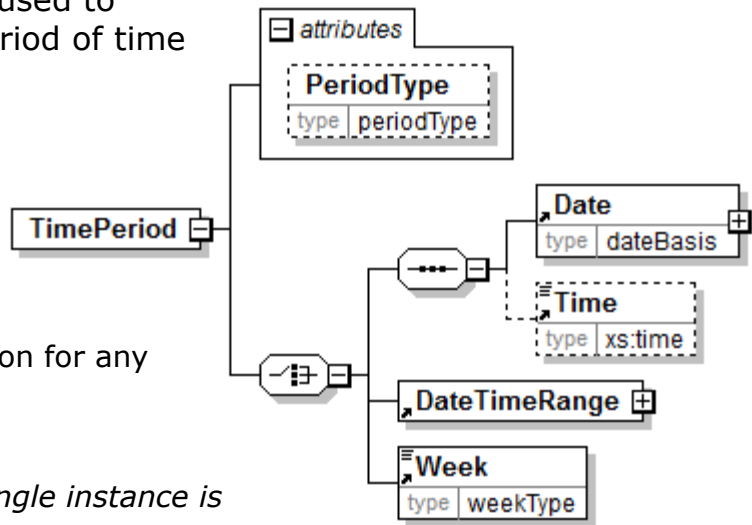 used to
riod of time
attributes
PeriodType
type periodType
TimePeriod
Date
type dateBasis
Time
type xs:time
on for any
DateTimeRange
Week
type weekType
ngle instance is